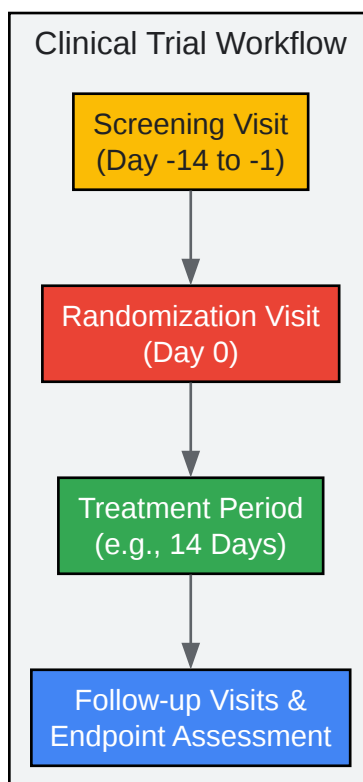 Clinical Trial Workflow
Screening Visit
(Day -14 to -1)
Randomization Visit
(Day 0)
Treatment Period
(e.g., 14 Days)
Follow-up Visits &
Endpoint Assessment